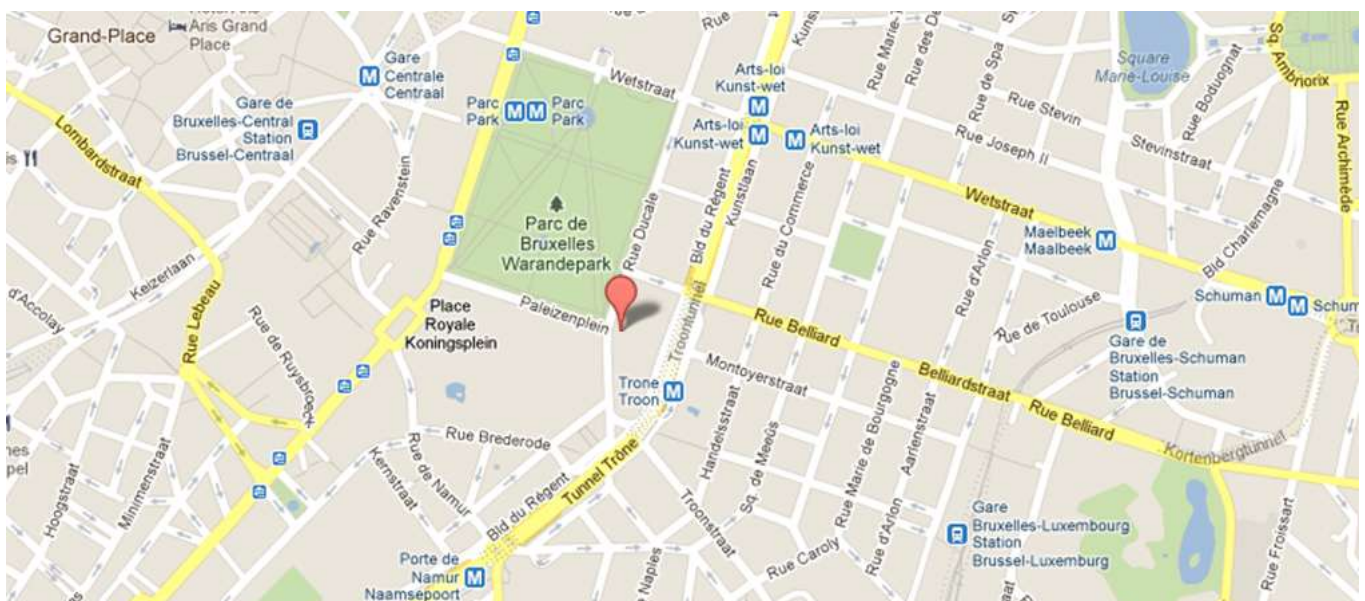 Grand-Place
Aris Grand
Place
Gare
Centrale
Centraal
Gare de
Bruxelles-Central
Station
Brussel-Centraal
Lombardstraat
Keizerlaan
d'Accolay
Rue Lebeau
Rue de Ruysbroeck
Hoogstraat
Minimenstraat
Rue Ravenstein
Parc
Park
Parc
Park
Parc de
Bruxelles
Warandepark
Paleizenplein
Place
Royale
Koningsplein
Rue Brederode
Kernstraat
Rue de Namur
Bld du Régent
Tunnel Trône
Porte de
Namur
Naamsepoort
Wetstraat
Rue Ducale
Trone
Troon
Troontunnel
Bld du Régent
Kunstlaan
Arts-loi
Kunst-wet
Arts-loi
Kunst-wet
Arts-loi
Kunst-wet
Rue du Commerce
Rue Belliard
Montoyerstraat
Handelsstraat
Sq. de Meeûs
Troonstraat
Naples
Rue Caroly
Rue Marie de Bourgogne
Rue d'Arlon
Aarlenstraat
Belliardstraat
Rue Belliard
Rue d'Arlon
Rue de Toulouse
Wetstraat
Maelbeek
Maalbeek
Rue des De
Rue de Spa
Rue Stevin
Rue Joseph II
Stevinstraat
Square
Marie-Louise
Rue Boduognat
Sq. Ambriorix
Rue Archimède
Bld Charlemagne
Schuman
Schum
Gare de
Bruxelles-Schuman
Station
Brussel-Schuman
Kortenbergtunnel
Gare
Bruxelles-Luxembourg
Station
Brussel-Luxemburg
Rue Froissart